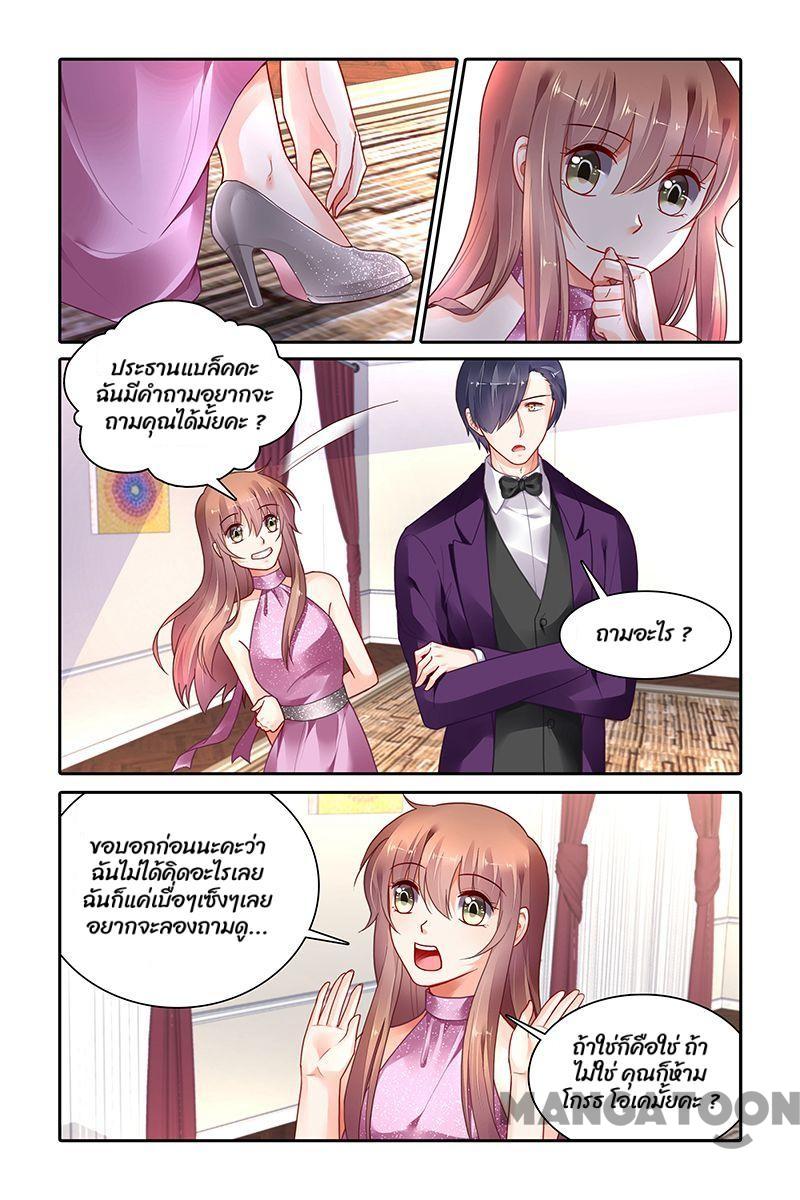 ประธานแบล็คคะ
ฉันมีคำถามอยากจะ
ถามคุณได้มั้ยคะ ?
ถามอะไร ?
ขอบอกก่อนนะคะว่า
ฉันไม่ได้คิดอะไรเลย
ฉันก็แค่เบื่อๆเซ็งๆเลย
อยากจะลองถามดู...
ถ้าใช่ก็คือใช่ ถ้า
ไม่ใช่ คุณก็ห้าม
โกรธ โอเคมั้ยคะ ?
MANGATOON